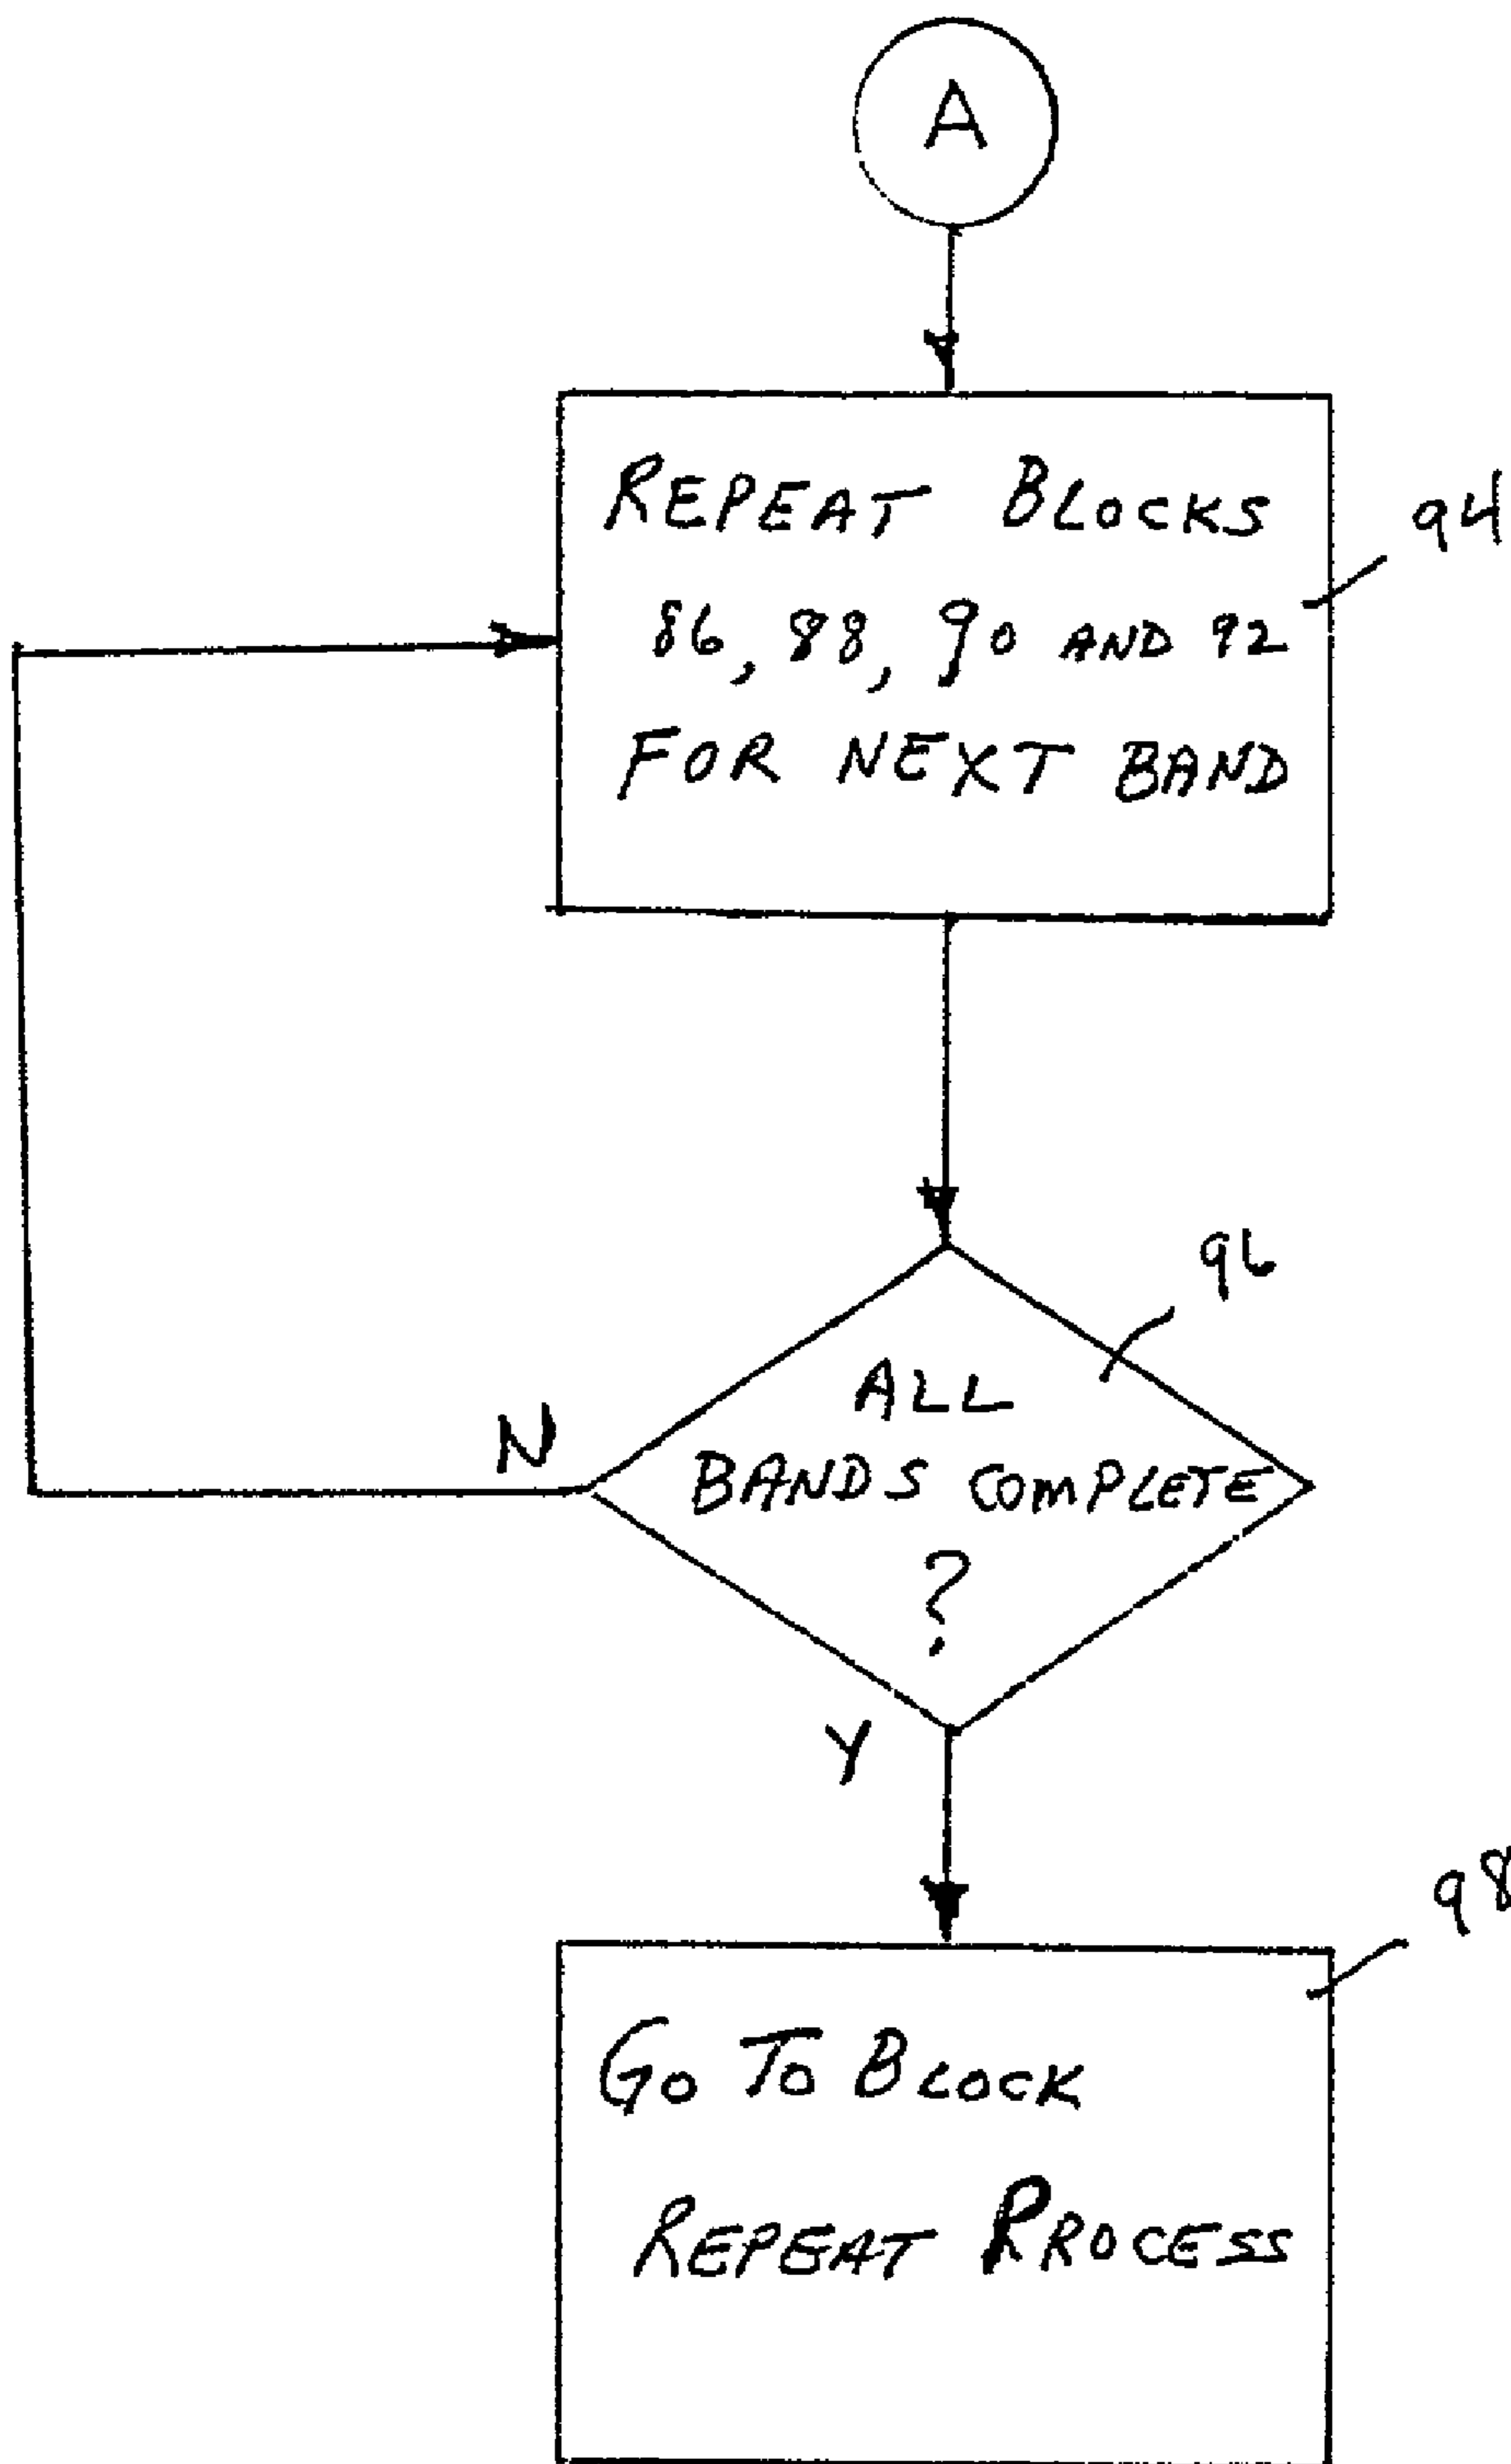 A
REPEAT BLOCKS
86, 88, 90 AND 92
FOR NEXT BAND
94
96
ALL
BANDS COMPLETE
?
N
Y
98
GO TO BLOCK
REPEAT PROCESS